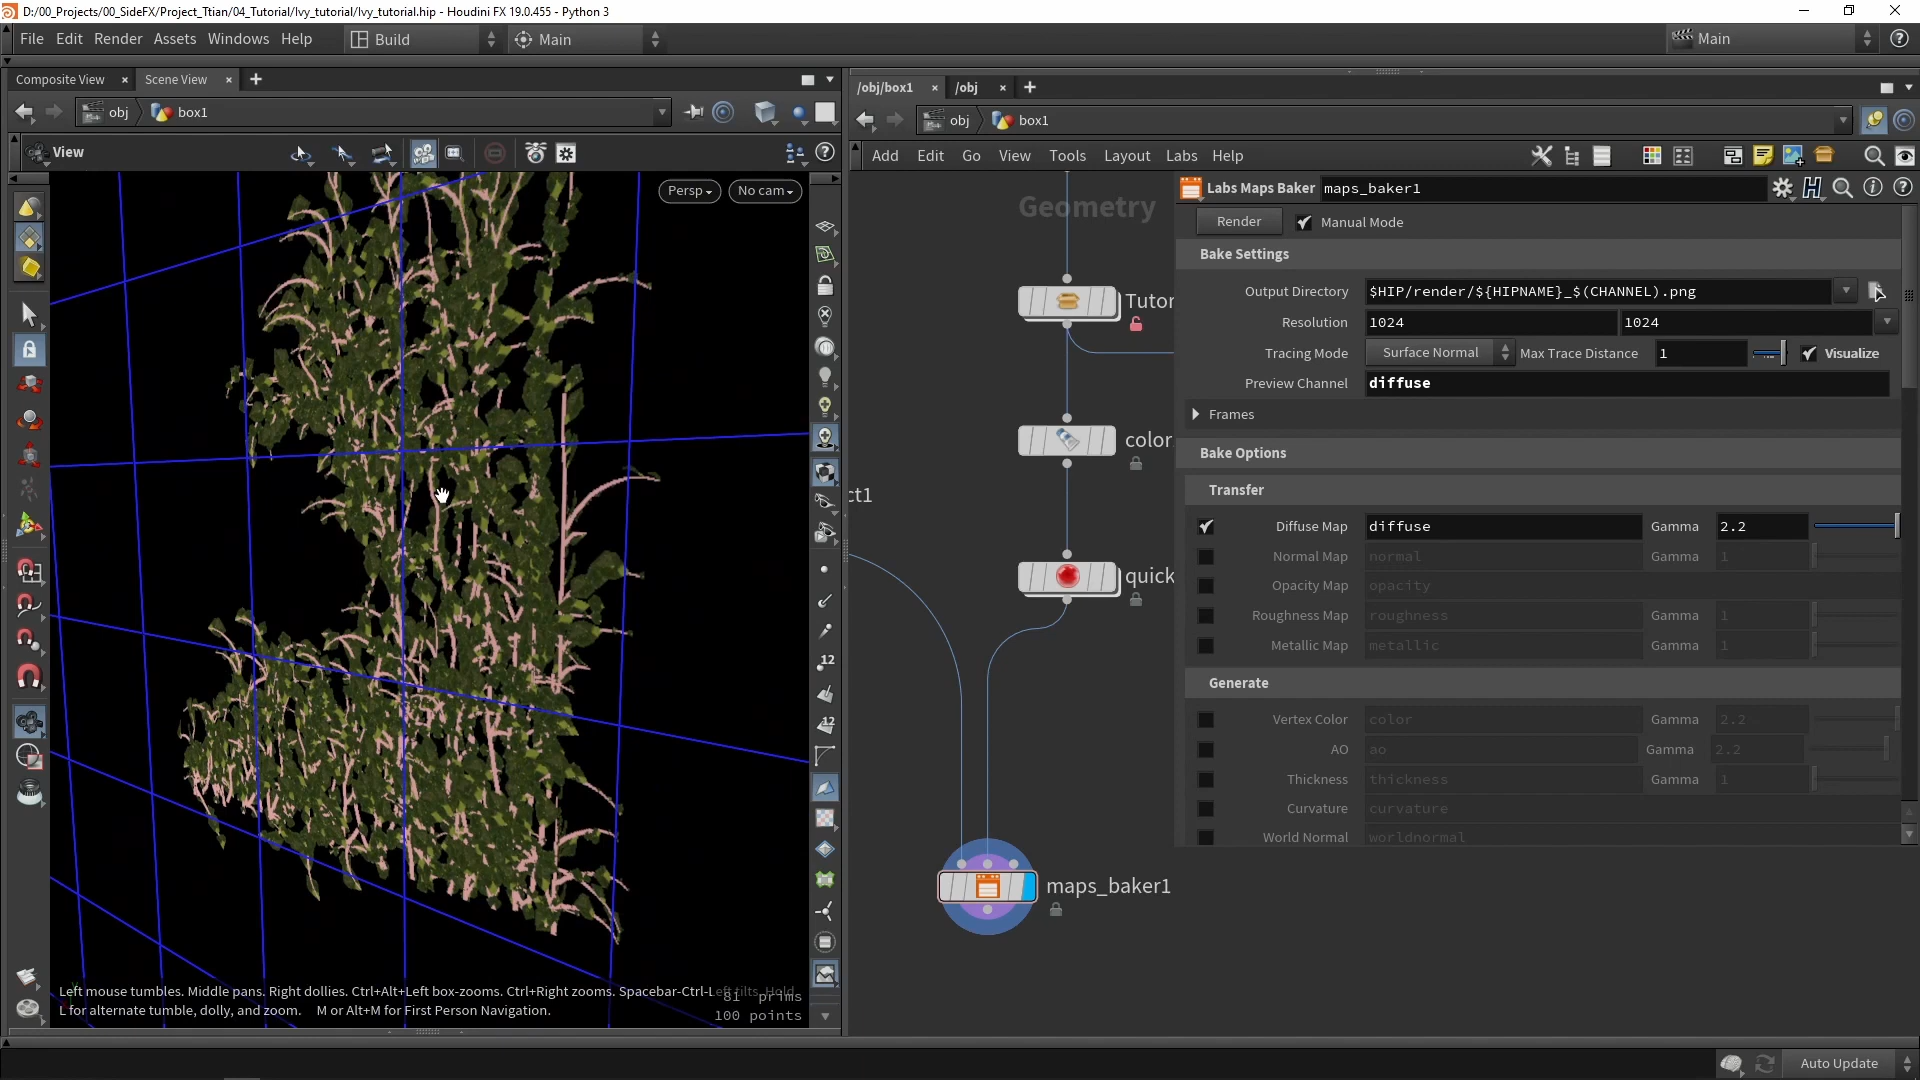 D:/00_Projects/00_SideFX/Project_Ttian/04_Tutorial/Ivy_tutorial/Ivy_tutorial.hip - Houdini FX 19.0.455 - Python 3
File Edit Render Assets Windows Help Build Main Main
Composite View Scene View
obj box1
View
Persp No cam
Left mouse tumbles. Middle pans. Right dollies. Ctrl+Alt+Left box-zooms. Ctrl+Right zooms. Spacebar-Ctrl-Left tilts. Hold
L for alternate tumble, dolly, and zoom. M or Alt+M for First Person Navigation.
81 prims
100 points
12
12
/obj/box1 /obj
obj box1
Add Edit Go View Tools Layout Labs Help
Geometry
Tutor
color
quick
ct1
maps_baker1
Labs Maps Baker maps_baker1
Render Manual Mode
Bake Settings
Output Directory $HIP/render/${HIPNAME}_$(CHANNEL).png
Resolution 1024 1024
Tracing Mode Surface Normal Max Trace Distance 1 Visualize
Preview Channel diffuse
Frames
Bake Options
Transfer
Diffuse Map diffuse Gamma 2.2
Normal Map normal Gamma 1
Opacity Map opacity
Roughness Map roughness Gamma 1
Metallic Map metallic Gamma 1
Generate
Vertex Color color Gamma 2.2
AO ao Gamma 2.2
Thickness thickness Gamma 1
Curvature curvature
World Normal worldnormal
Auto Update